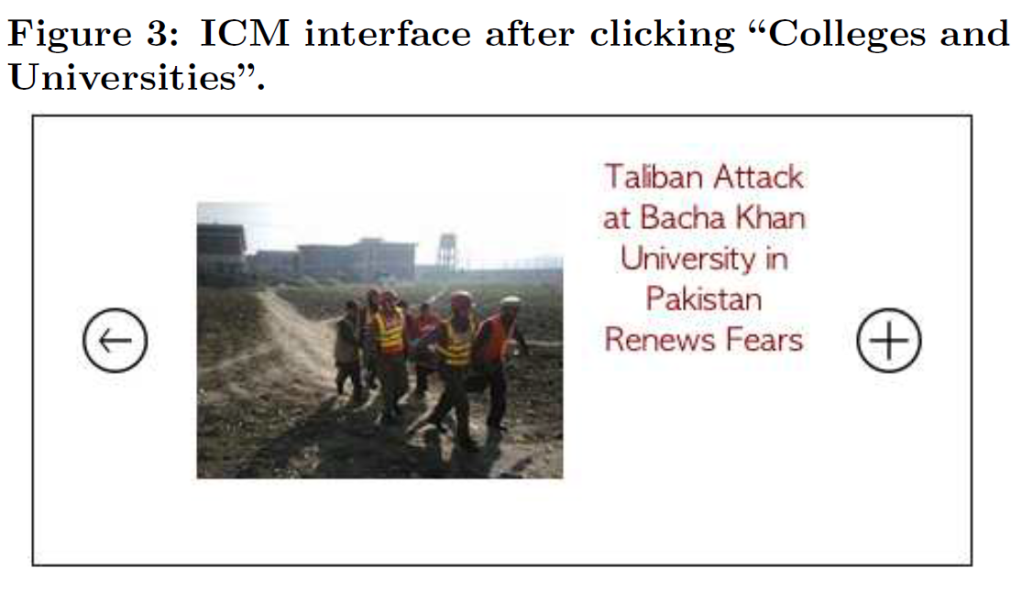 Figure 3: ICM interface after clicking “Colleges and
Universities”.
Taliban Attack
at Bacha Khan
University in
Pakistan
Renews Fears